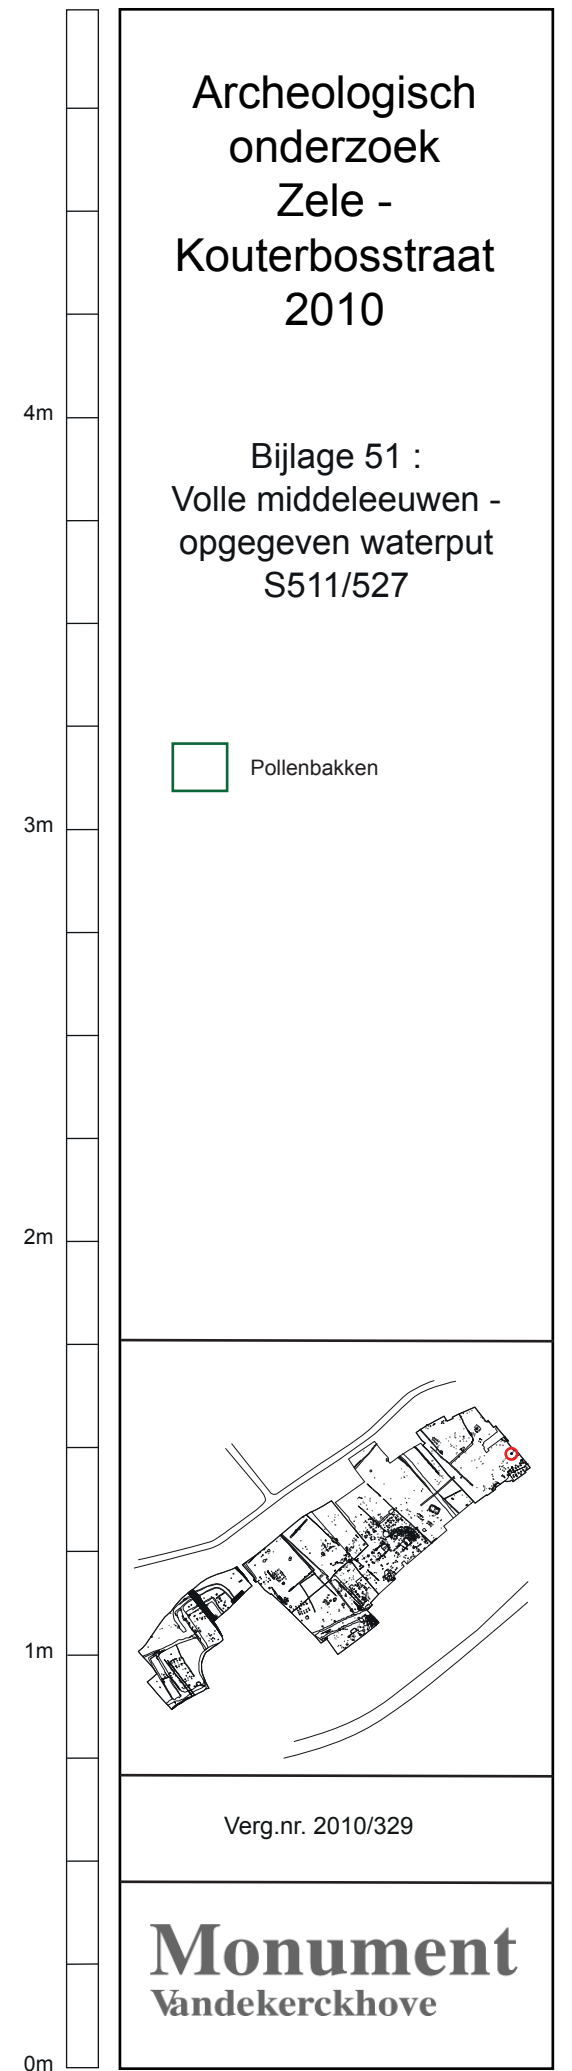 Archeologisch
onderzoek
Zele -
Kouterbosstraat
2010
Bijlage 51 :
Volle middeleeuwen -
opgegeven waterput
S511/527
Pollenbakken
4m
3m
2m
1m
0m
Verg.nr. 2010/329
Monument
Vandekerckhove